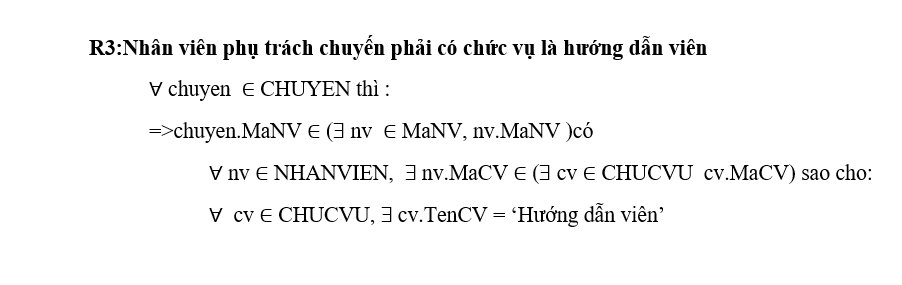 R3:Nhân viên phụ trách chuyến phải có chức vụ là hướng dẫn viên
∀ chuyen ∈ CHUYEN thì :
=>chuyen.MaNV ∈ (∃ nv ∈ MaNV, nv.MaNV )có
∀ nv ∈ NHANVIEN, ∃ nv.MaCV ∈ (∃ cv ∈ CHUCVU cv.MaCV) sao cho:
∀ cv ∈ CHUCVU, ∃ cv.TenCV = ‘Hướng dẫn viên’